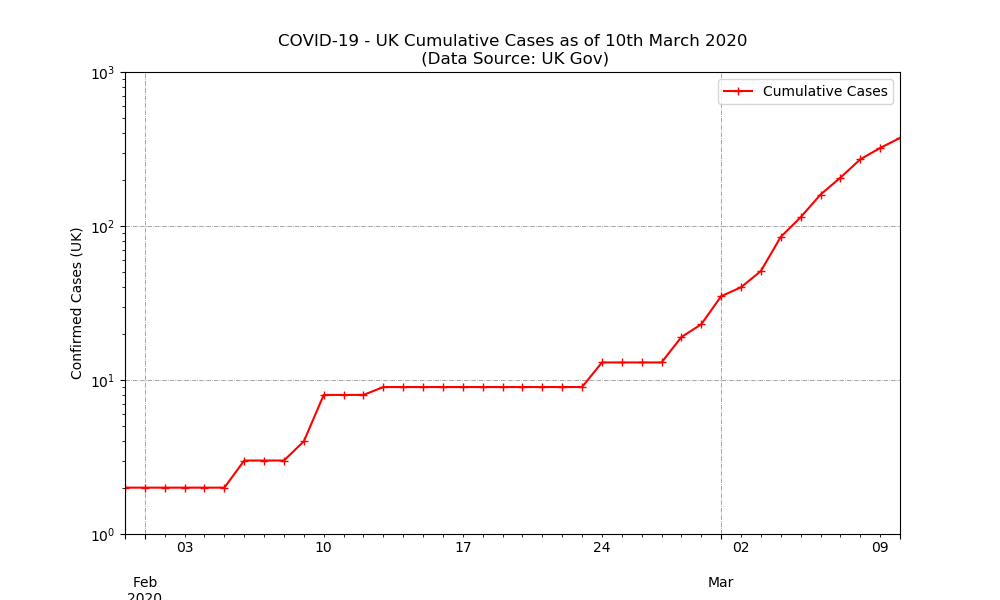 COVID-19 - UK Cumulative Cases as of 10th March 2020
(Data Source: UK Gov)
Cumulative Cases
Confirmed Cases (UK)
10³
10²
10¹
10⁰
03 10 17 24 02 09
Feb Mar
2020